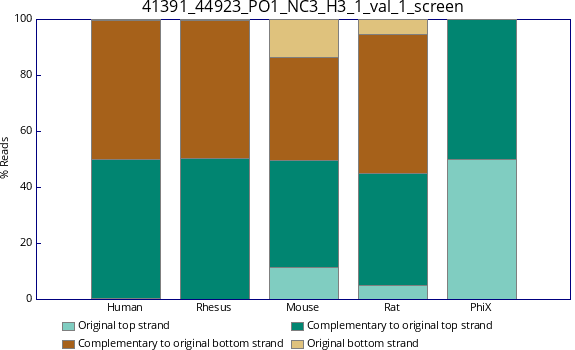 41391_44923_PO1_NC3_H3_1_val_1_screen
100
80
60
40
20
0
% Reads
Human Rhesus Mouse Rat PhiX
Original top strand Complementary to original top strand
Complementary to original bottom strand Original bottom strand